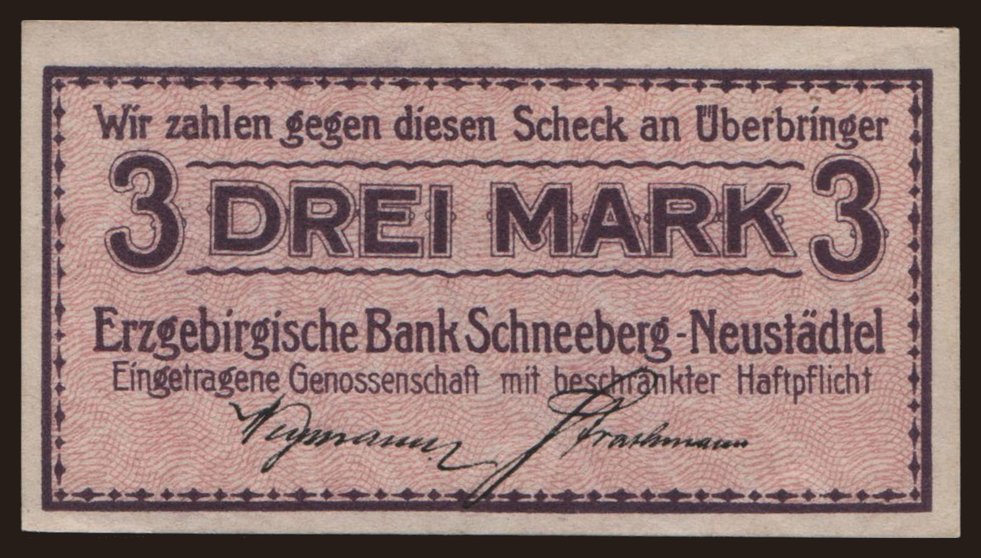 Wir zahlen gegen diesen Scheck an Überbringer
3 DREI MARK 3
Erzgebirgische Bank Schneeberg-Neustädtel
Eingetragene Genossenschaft mit beschränkter Haftpflicht